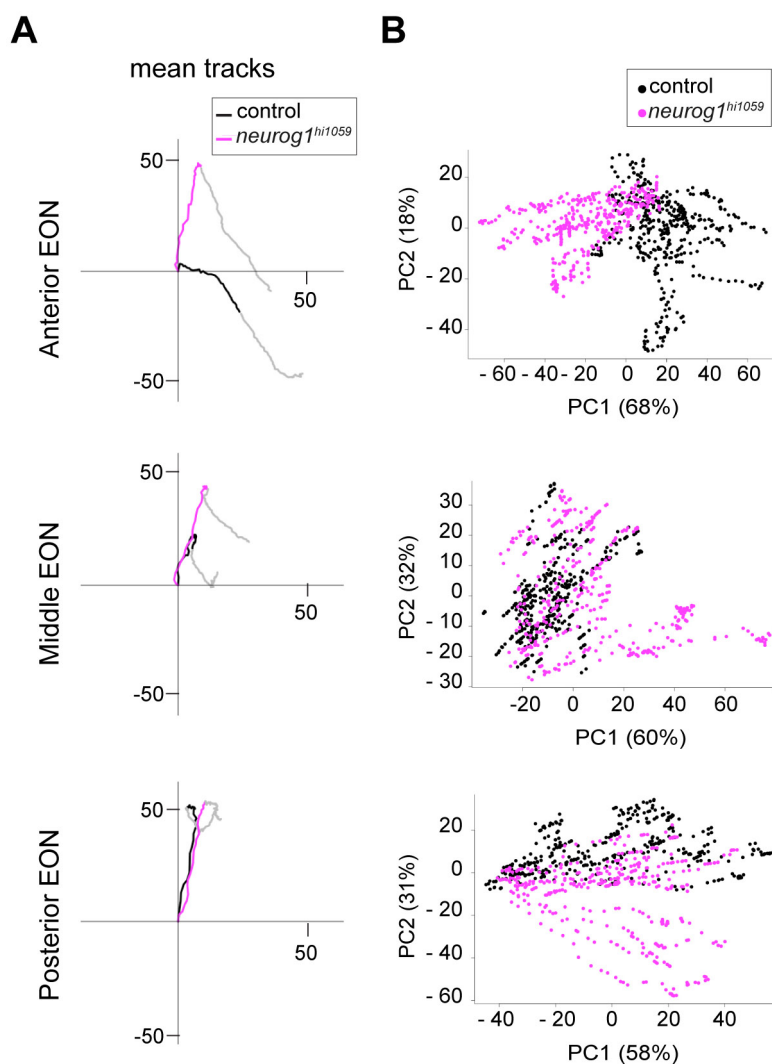 A
mean tracks
control
neurog1hi1059
Anterior EON
50
50
-50
Middle EON
50
50
-50
Posterior EON
50
50
-50
B
control
neurog1hi1059
PC2 (18%)
20
0
- 20
- 40
- 60 - 40 - 20 0 20 40 60
PC1 (68%)
PC2 (32%)
30
20
10
0
- 10
- 20
- 30
-20 0 20 40 60
PC1 (60%)
PC2 (31%)
20
0
- 20
- 40
- 60
- 40 - 20 0 20 40
PC1 (58%)